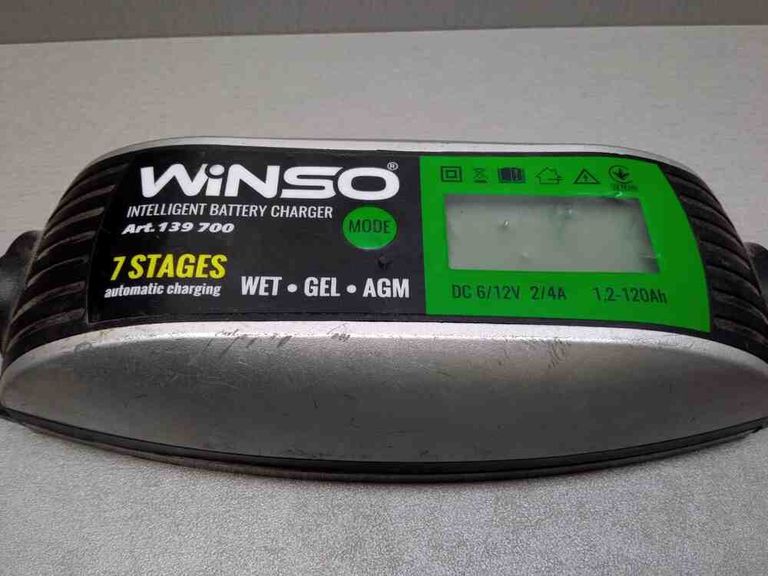 WiNSO®
INTELLIGENT BATTERY CHARGER
Art.139 700
MODE
7 STAGES
automatic charging
WET • GEL • AGM
DC 6/12V 2/4A 1,2-120Ah